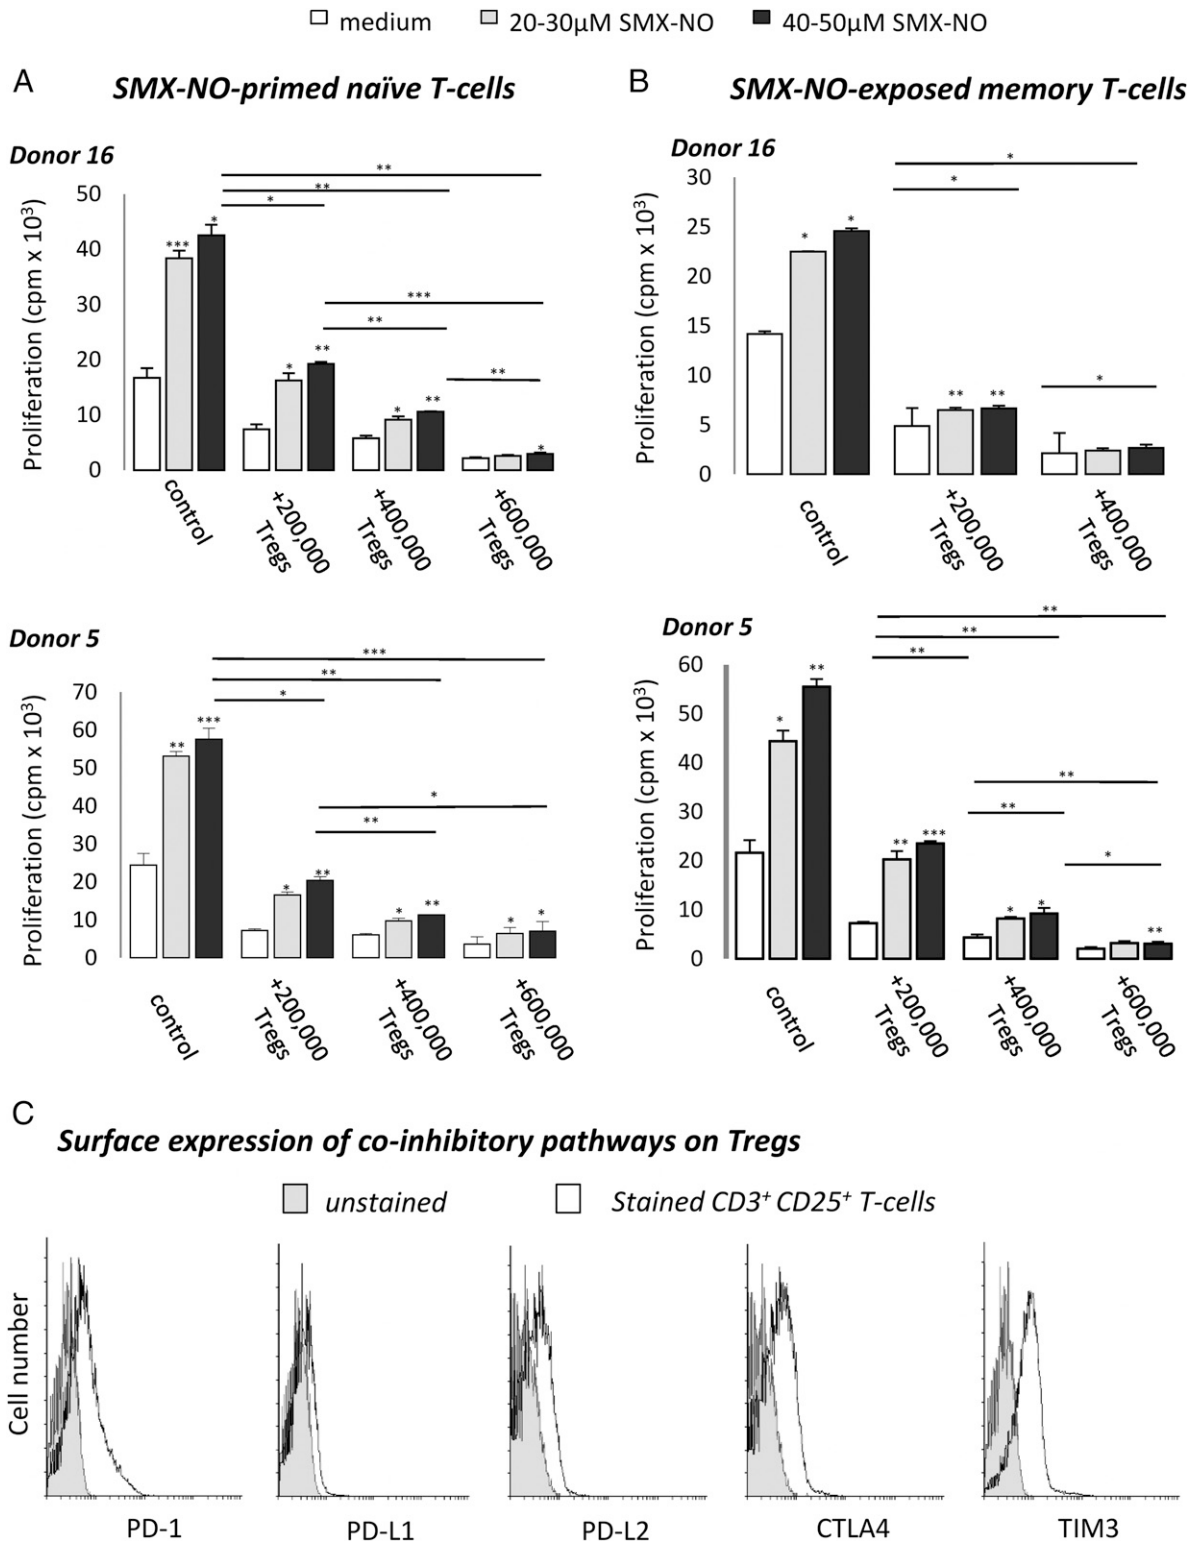 medium 20-30µM SMX-NO 40-50µM SMX-NO
A SMX-NO-primed naïve T-cells
Donor 16
Proliferation (cpm x 10³)
50
40
30
20
10
0
** ** * *** * *** ** * ** ** * ** *
control +200,000 Tregs +400,000 Tregs +600,000 Tregs
Donor 5
Proliferation (cpm x 10³)
70
60
50
40
30
20
10
0
*** ** * ** *** * ** * ** * ** * *
control +200,000 Tregs +400,000 Tregs +600,000 Tregs
B SMX-NO-exposed memory T-cells
Donor 16
Proliferation (cpm x 10³)
30
25
20
15
10
5
0
* * * * * ** **
control +200,000 Tregs +400,000 Tregs
Donor 5
Proliferation (cpm x 10³)
60
50
40
30
20
10
0
** ** ** * ** ** ** ** *** * * * **
control +200,000 Tregs +400,000 Tregs +600,000 Tregs
C
Surface expression of co-inhibitory pathways on Tregs
unstained Stained CD3⁺ CD25⁺ T-cells
Cell number
PD-1 PD-L1 PD-L2 CTLA4 TIM3